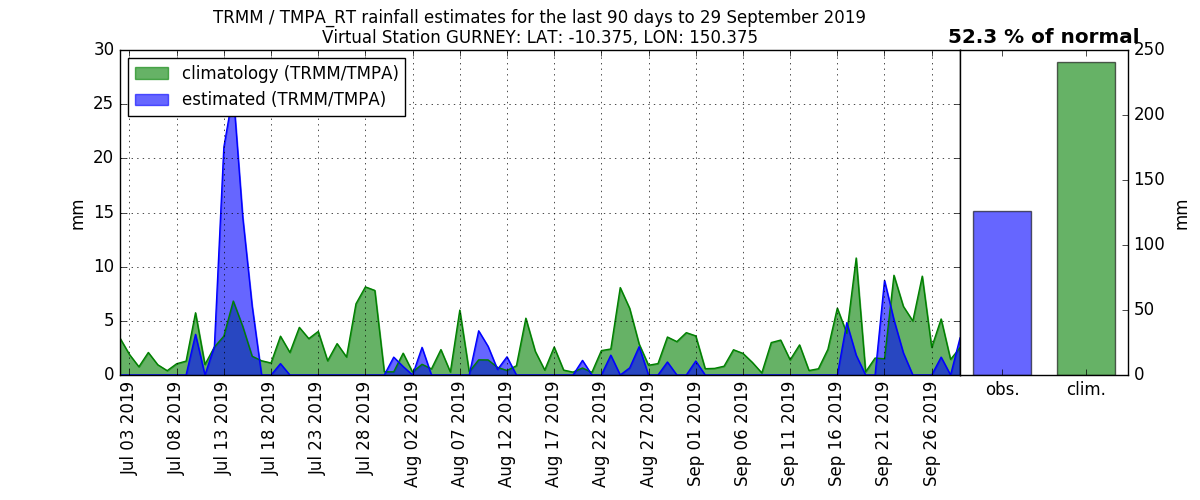 TRMM / TMPA_RT rainfall estimates for the last 90 days to 29 September 2019
Virtual Station GURNEY: LAT: -10.375, LON: 150.375
52.3 % of normal
climatology (TRMM/TMPA)
estimated (TRMM/TMPA)
30
25
20
15
10
5
0
mm
Jul 03 2019
Jul 08 2019
Jul 13 2019
Jul 18 2019
Jul 23 2019
Jul 28 2019
Aug 02 2019
Aug 07 2019
Aug 12 2019
Aug 17 2019
Aug 22 2019
Aug 27 2019
Sep 01 2019
Sep 06 2019
Sep 11 2019
Sep 16 2019
Sep 21 2019
Sep 26 2019
obs.
clim.
250
200
150
100
50
0
mm